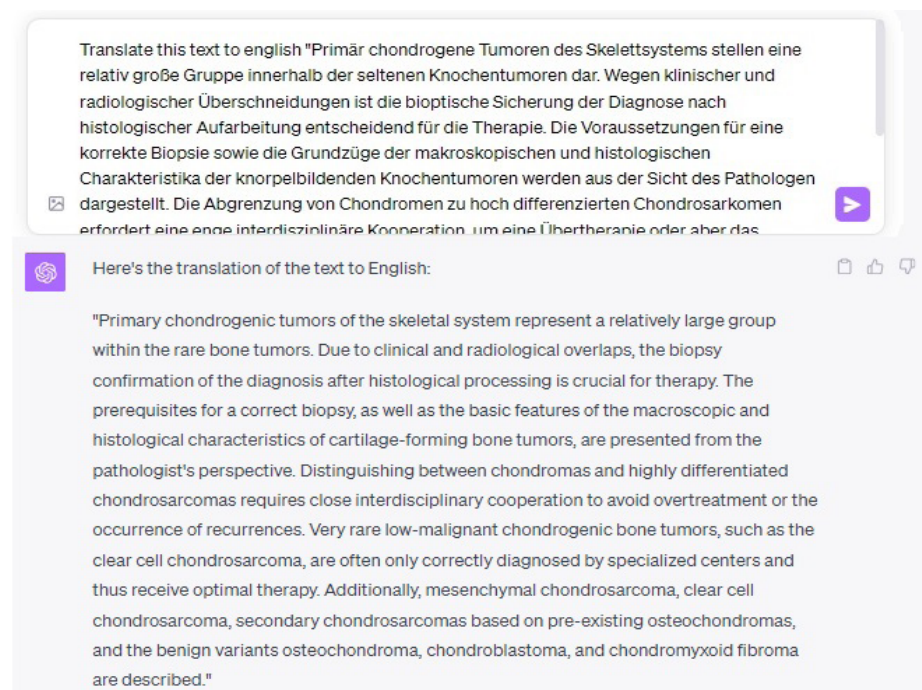 Translate this text to english "Primär chondrogene Tumoren des Skelettsystems stellen eine
relativ große Gruppe innerhalb der seltenen Knochentumoren dar. Wegen klinischer und
radiologischer Überschneidungen ist die bioptische Sicherung der Diagnose nach
histologischer Aufarbeitung entscheidend für die Therapie. Die Voraussetzungen für eine
korrekte Biopsie sowie die Grundzüge der makroskopischen und histologischen
Charakteristika der knorpelbildenden Knochentumoren werden aus der Sicht des Pathologen
dargestellt. Die Abgrenzung von Chondromen zu hoch differenzierten Chondrosarkomen
erfordert eine enge interdisziplinäre Kooperation, um eine Übertherapie oder aber das
Here's the translation of the text to English:
"Primary chondrogenic tumors of the skeletal system represent a relatively large group
within the rare bone tumors. Due to clinical and radiological overlaps, the biopsy
confirmation of the diagnosis after histological processing is crucial for therapy. The
prerequisites for a correct biopsy, as well as the basic features of the macroscopic and
histological characteristics of cartilage-forming bone tumors, are presented from the
pathologist's perspective. Distinguishing between chondromas and highly differentiated
chondrosarcomas requires close interdisciplinary cooperation to avoid overtreatment or the
occurrence of recurrences. Very rare low-malignant chondrogenic bone tumors, such as the
clear cell chondrosarcoma, are often only correctly diagnosed by specialized centers and
thus receive optimal therapy. Additionally, mesenchymal chondrosarcoma, clear cell
chondrosarcoma, secondary chondrosarcomas based on pre-existing osteochondromas,
and the benign variants osteochondroma, chondroblastoma, and chondromyxoid fibroma
are described."